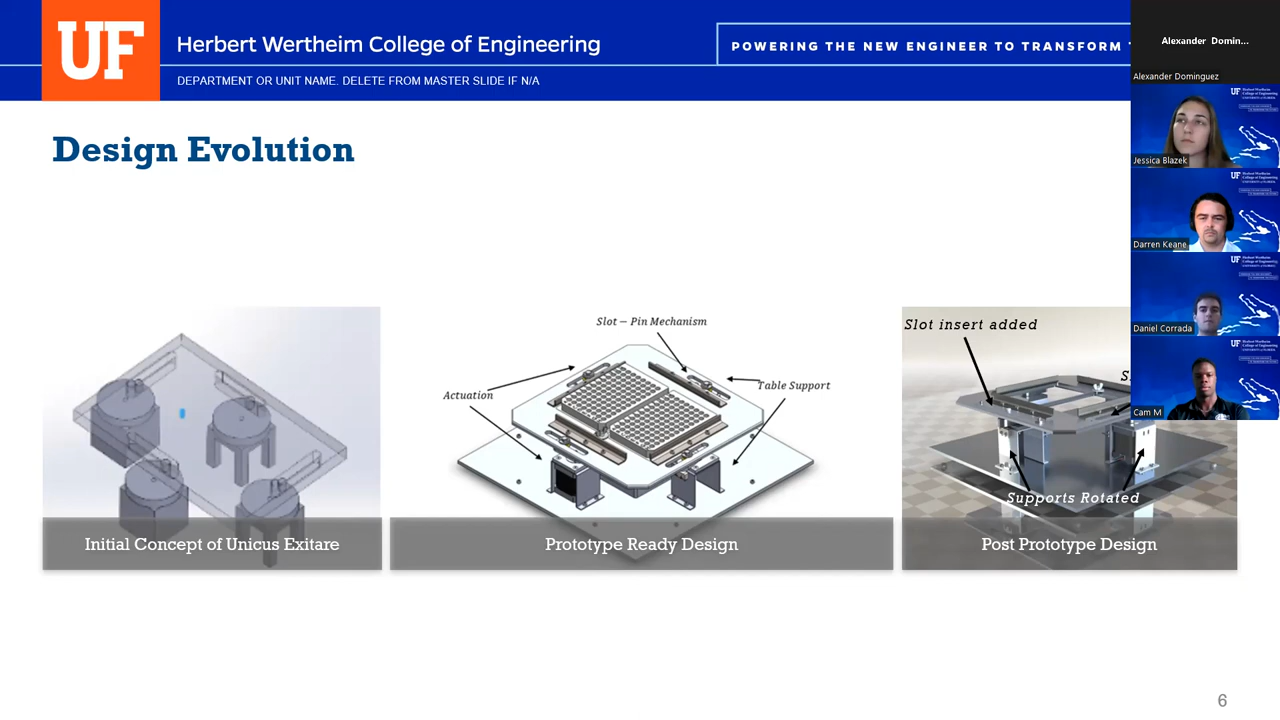 UF
Herbert Wertheim College of Engineering
POWERING THE NEW ENGINEER TO TRANSFORM
DEPARTMENT OR UNIT NAME. DELETE FROM MASTER SLIDE IF N/A
Alexander Domin...
Alexander Dominguez
Jessica Blazek
Darren Keane
Daniel Corrada
Cam M
Design Evolution
Slot – Pin Mechanism
Actuation
Table Support
Slot insert added
Supports Rotated
Initial Concept of Unicus Exitare
Prototype Ready Design
Post Prototype Design
6